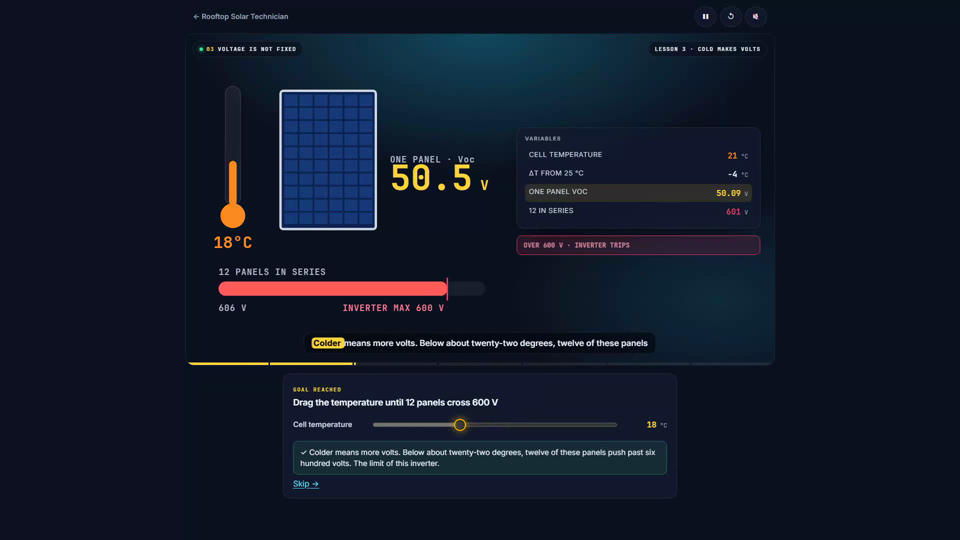 ← Rooftop Solar Technician
03 VOLTAGE IS NOT FIXED
LESSON 3 · COLD MAKES VOLTS
ONE PANEL · Voc
50.5 V
18°C
VARIABLES
CELL TEMPERATURE 21 °C
ΔT FROM 25 °C -4 °C
ONE PANEL VOC 50.09 V
12 IN SERIES 601 V
OVER 600 V · INVERTER TRIPS
12 PANELS IN SERIES
606 V INVERTER MAX 600 V
Colder means more volts. Below about twenty-two degrees, twelve of these panels
GOAL REACHED
Drag the temperature until 12 panels cross 600 V
Cell temperature 18 °C
✓ Colder means more volts. Below about twenty-two degrees, twelve of these panels push past six
hundred volts. The limit of this inverter.
Skip →